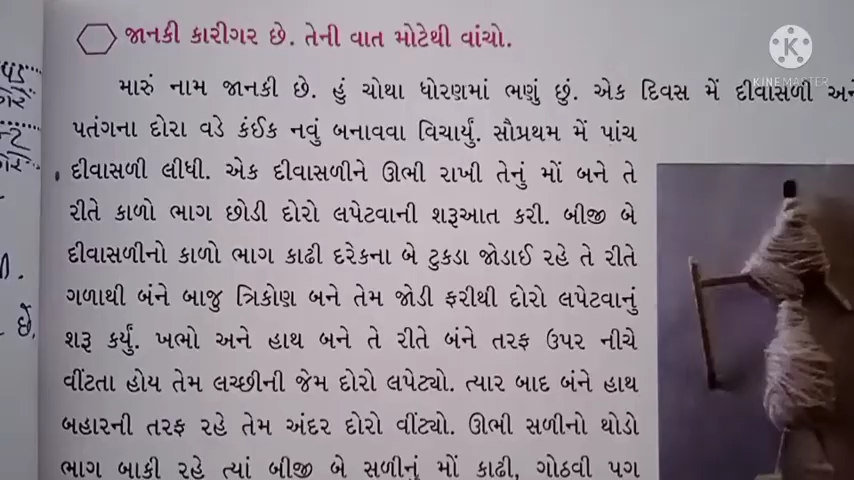 જાનકી કારીગર છે. તેની વાત મોટેથી વાંચો.
મારું નામ જાનકી છે. હું ચોથા ધોરણમાં ભણું છું. એક દિવસ મેં દીવાસળી અને
પતંગના દોરા વડે કંઈક નવું બનાવવા વિચાર્યું. સૌપ્રથમ મેં પાંચ
દીવાસળી લીધી. એક દીવાસળીને ઊભી રાખી તેનું મોં બને તે
રીતે કાળો ભાગ છોડી દોરો લપેટવાની શરૂઆત કરી. બીજી બે
દીવાસળીનો કાળો ભાગ કાઢી દરેકના બે ટુકડા જોડાઈ રહે તે રીતે
ગળાથી બંને બાજુ ત્રિકોણ બને તેમ જોડી ફરીથી દોરો લપેટવાનું
શરૂ કર્યું. ખભો અને હાથ બને તે રીતે બંને તરફ ઉપર નીચે
વીંટતા હોય તેમ લચ્છીની જેમ દોરો લપેટ્યો. ત્યાર બાદ બંને હાથ
બહારની તરફ રહે તેમ અંદર દોરો વીંટ્યો. ઊભી સળીનો થોડો
ભાગ બાકી રહે ત્યાં બીજી બે સળીનું મોં કાઢી, ગોઠવી પગ
K
KINEMASTER